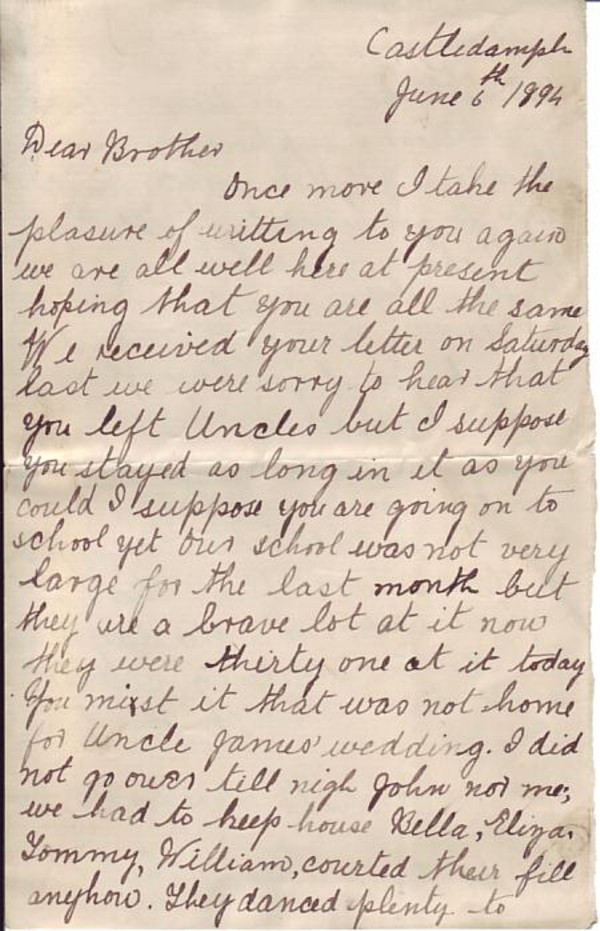 Castledamph
June 6th 1894
Dear Brother
Once more I take the
plasure of writting to you again
we are all well here at present
hoping that you are all the same
We received your letter on Saturday
last we were sorry to hear that
you left Uncles but I suppose
you stayed as long in it as you
could I suppose you are going on to
school yet Our school was not very
large for the last month but
they are a brave lot at it now
they were thirty one at it today
You misst it that was not home
for Uncle James' wedding. I did
not go over till nigh John nor me;
we had to keep house Bella, Eliza,
Tommy, William, courted their fill
anyhow. They danced plenty to